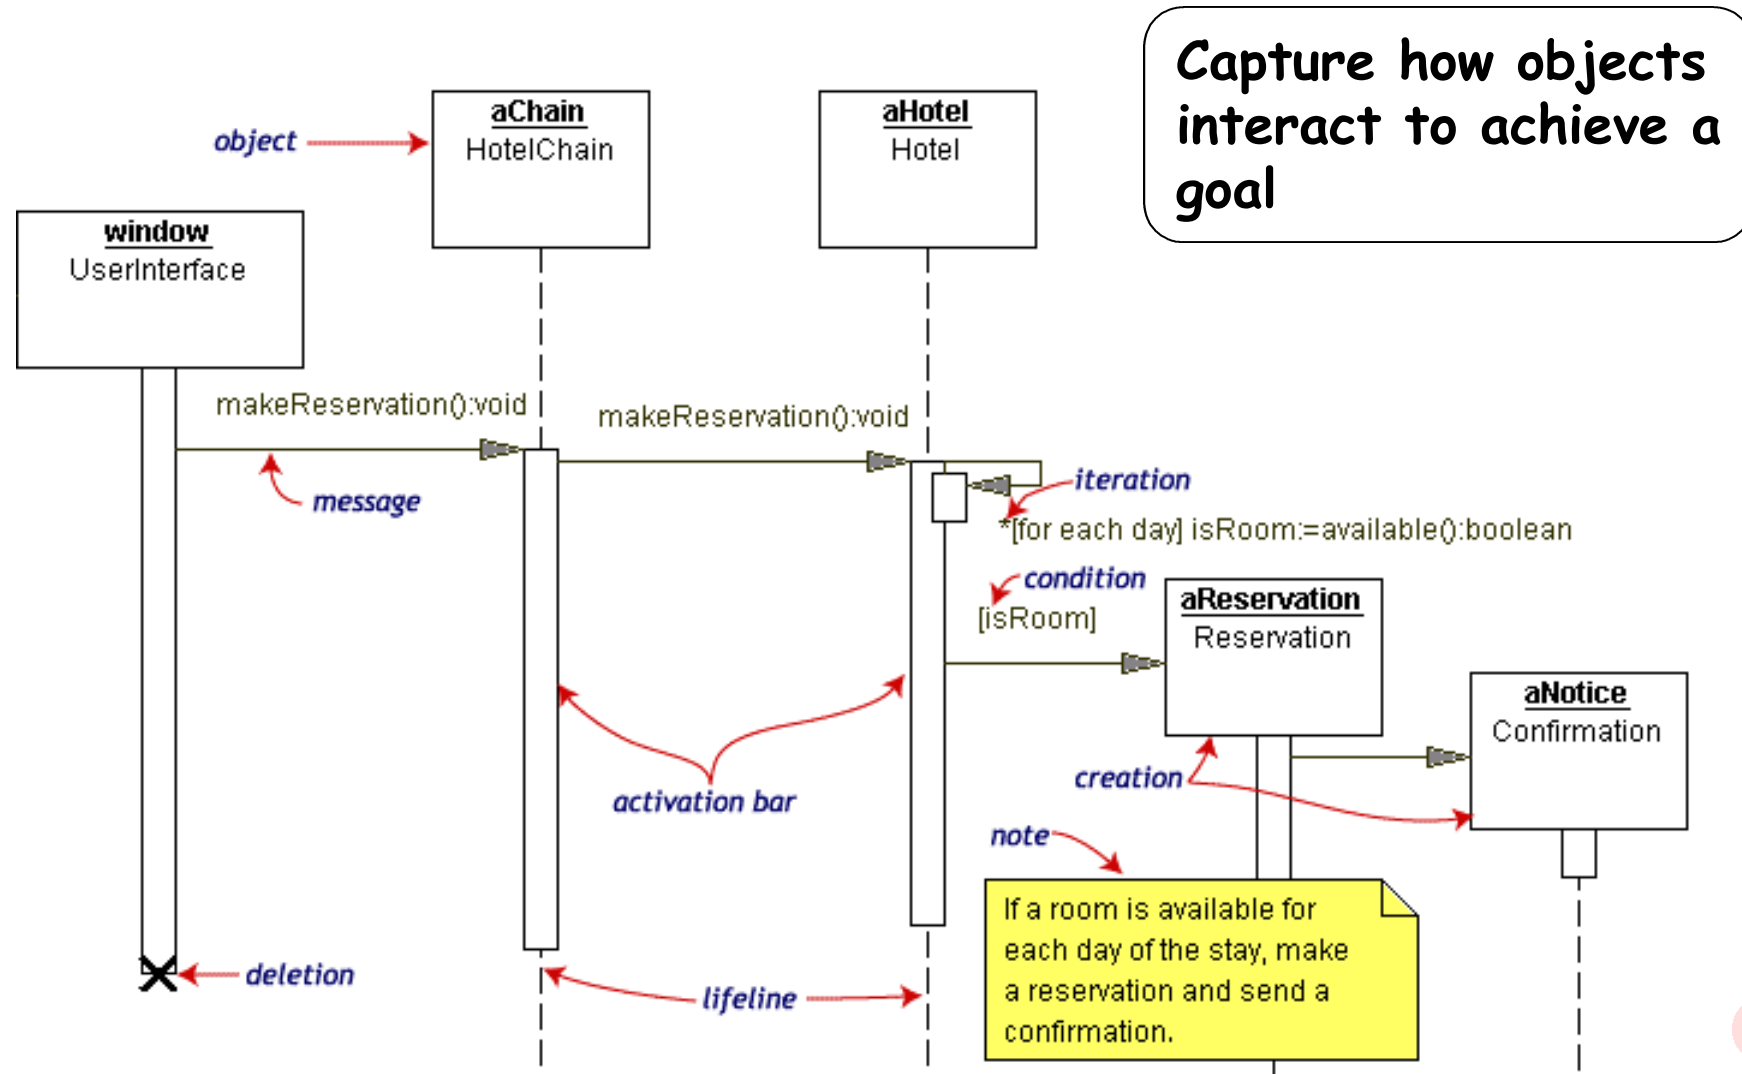 Capture how objects
interact to achieve a
goal
aChain
HotelChain
aHotel
Hotel
object
window
UserInterface
makeReservation():void
makeReservation():void
message
iteration
*[for each day] isRoom:=available():boolean
condition
[isRoom]
aReservation
Reservation
aNotice
Confirmation
activation bar
creation
note
If a room is available for
each day of the stay, make
a reservation and send a
confirmation.
deletion
lifeline